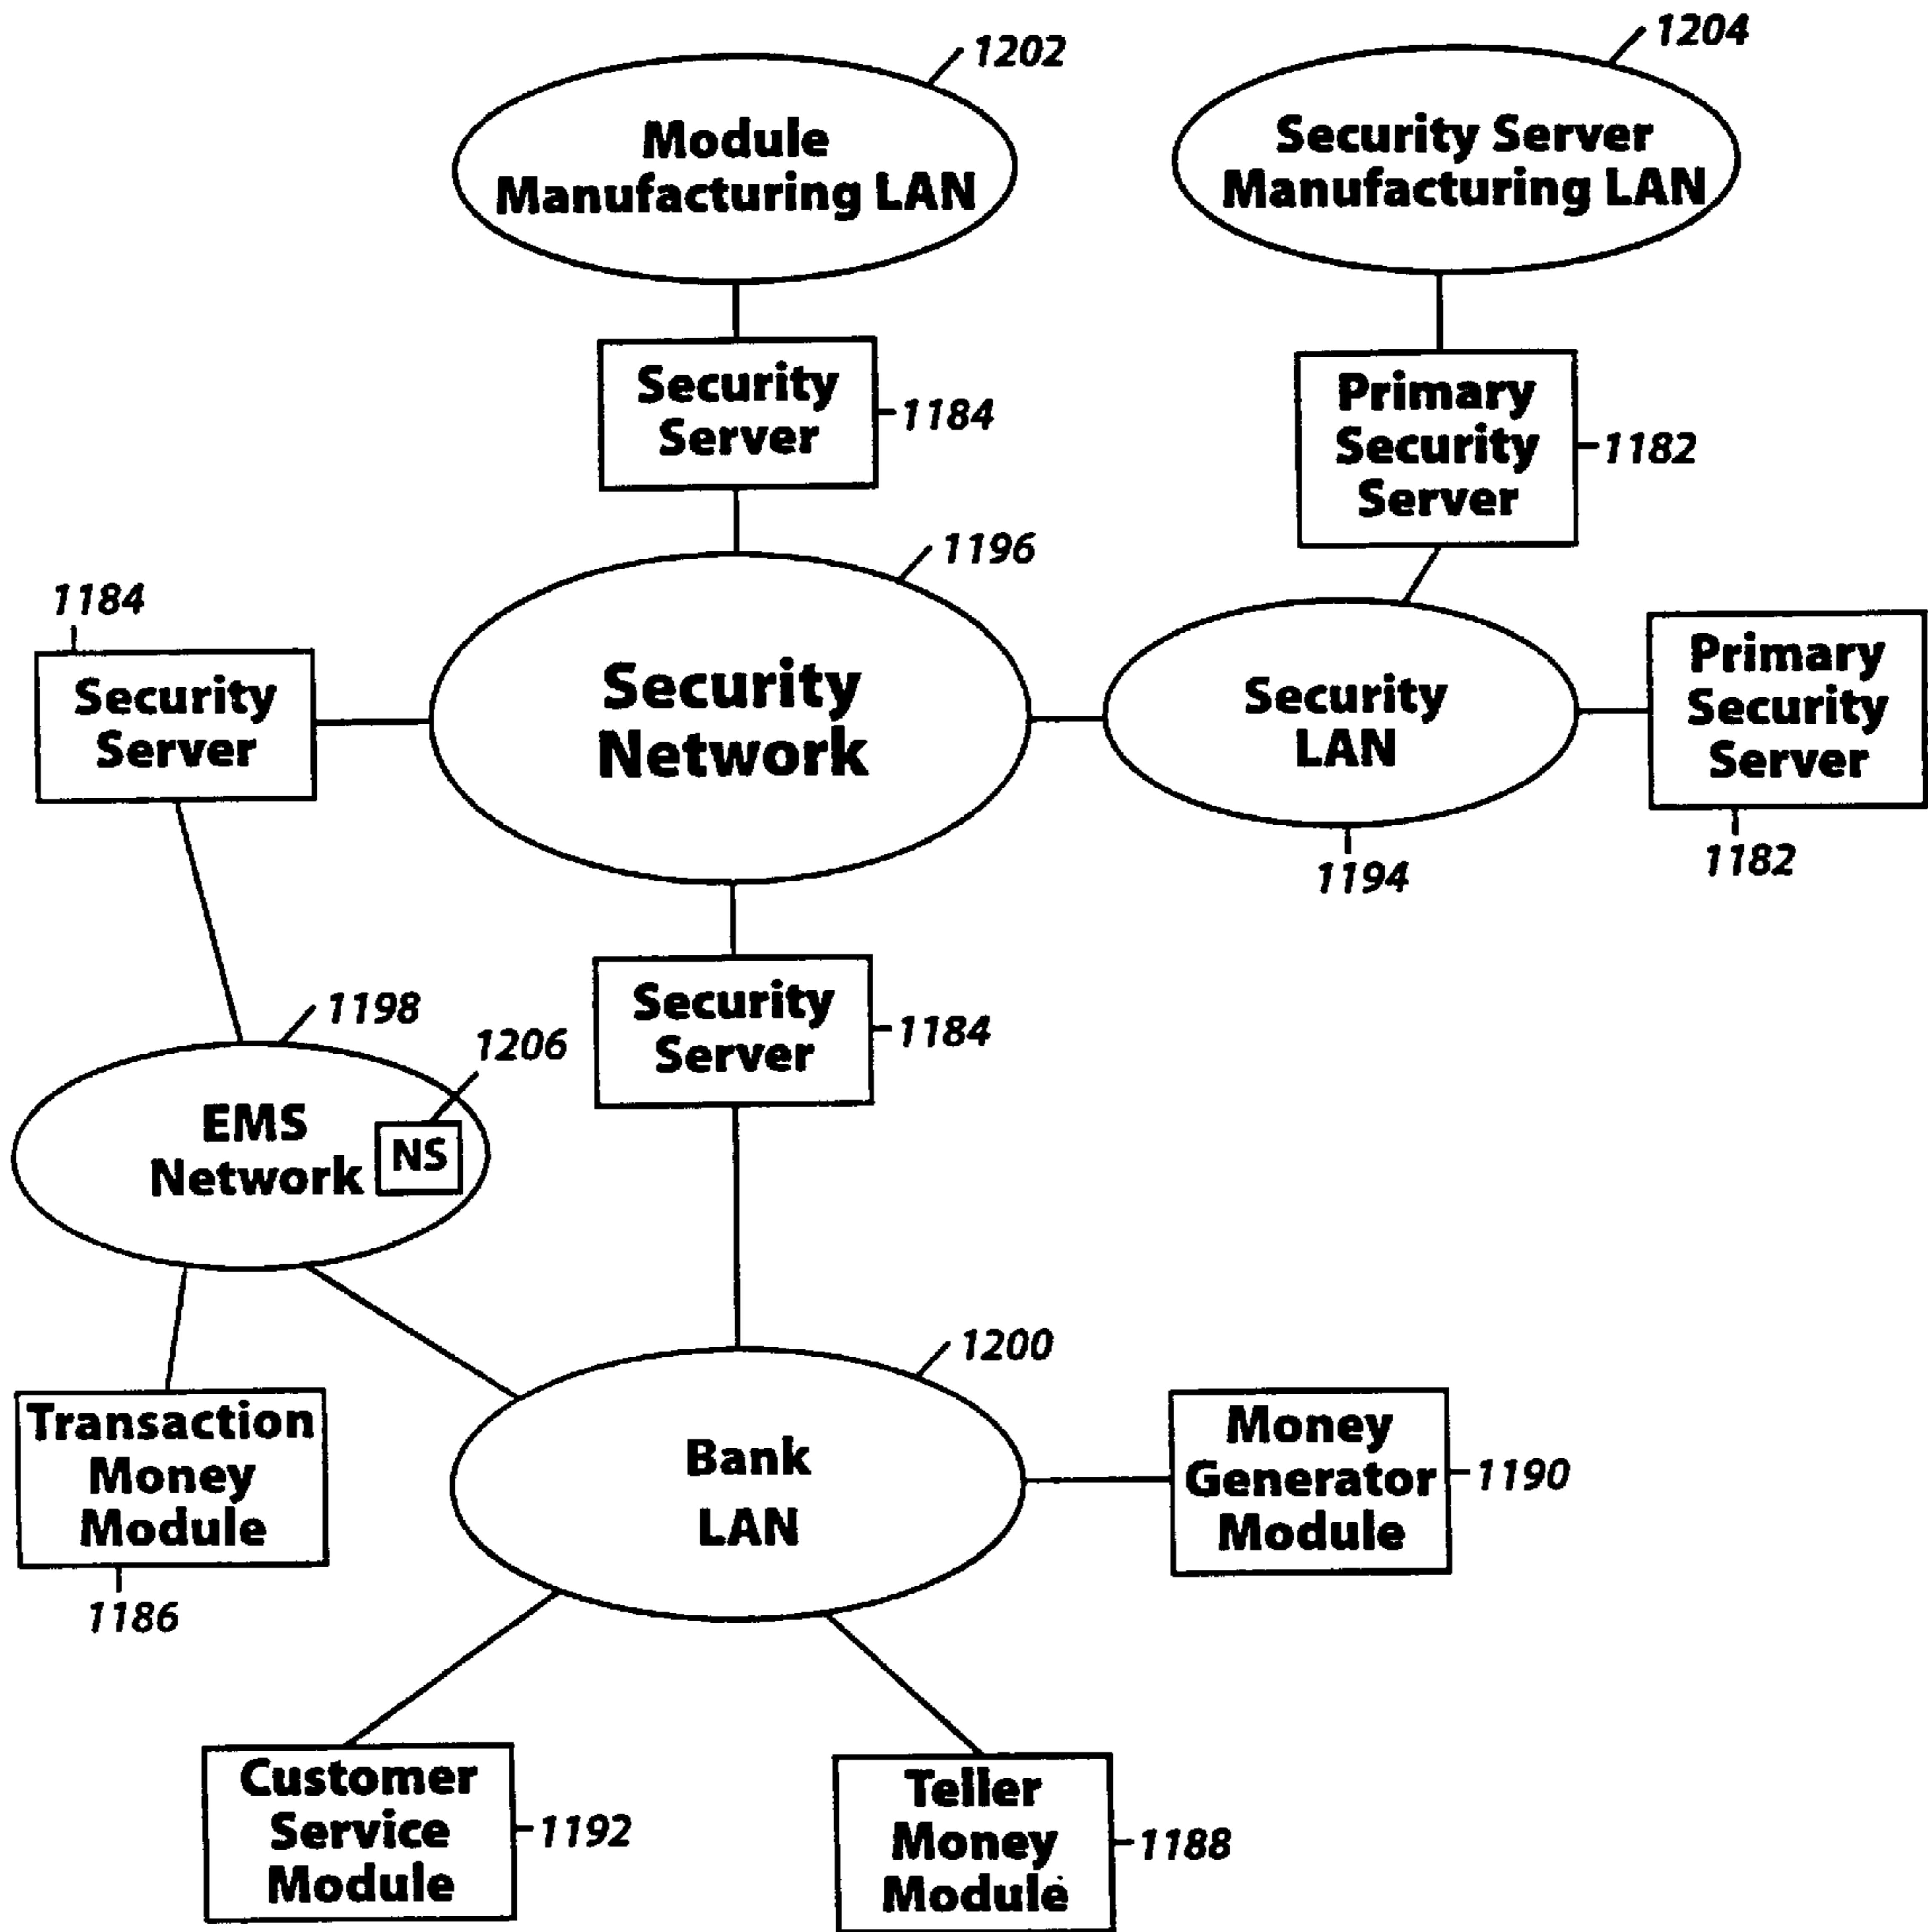 1202
1204
Module
Manufacturing LAN
Security Server
Manufacturing LAN
Security
Server
1184
Primary
Security
Server
1182
1196
1184
Security
Server
Security
Network
Security
LAN
1194
Primary
Security
Server
1182
Security
Server
1184
1198
1206
EMS
Network
NS
1200
Transaction
Money
Module
1186
Bank
LAN
Money
Generator
Module
1190
Customer
Service
Module
1192
Teller
Money
Module
1188